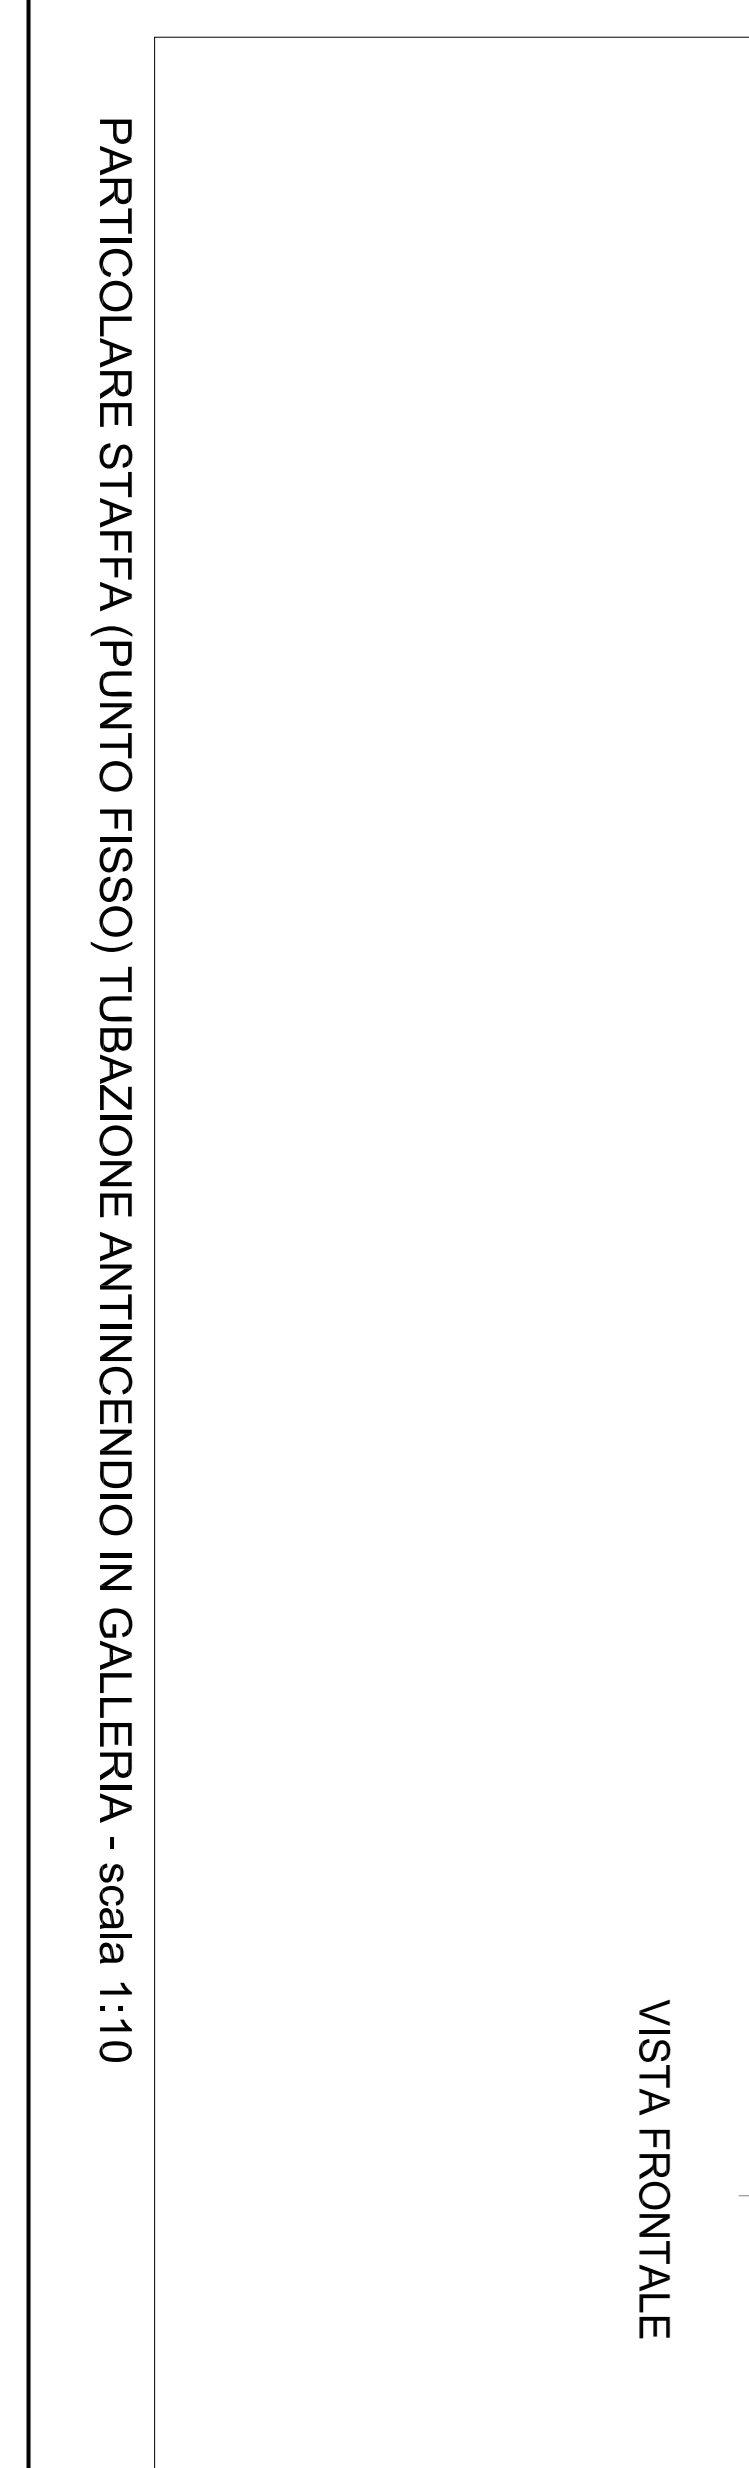 PARTICOLARE STAFFA (PUNTO FISSO) TUBAZIONE ANTINCENDIO IN GALLERIA - scala 1:10
VISTA FRONTALE